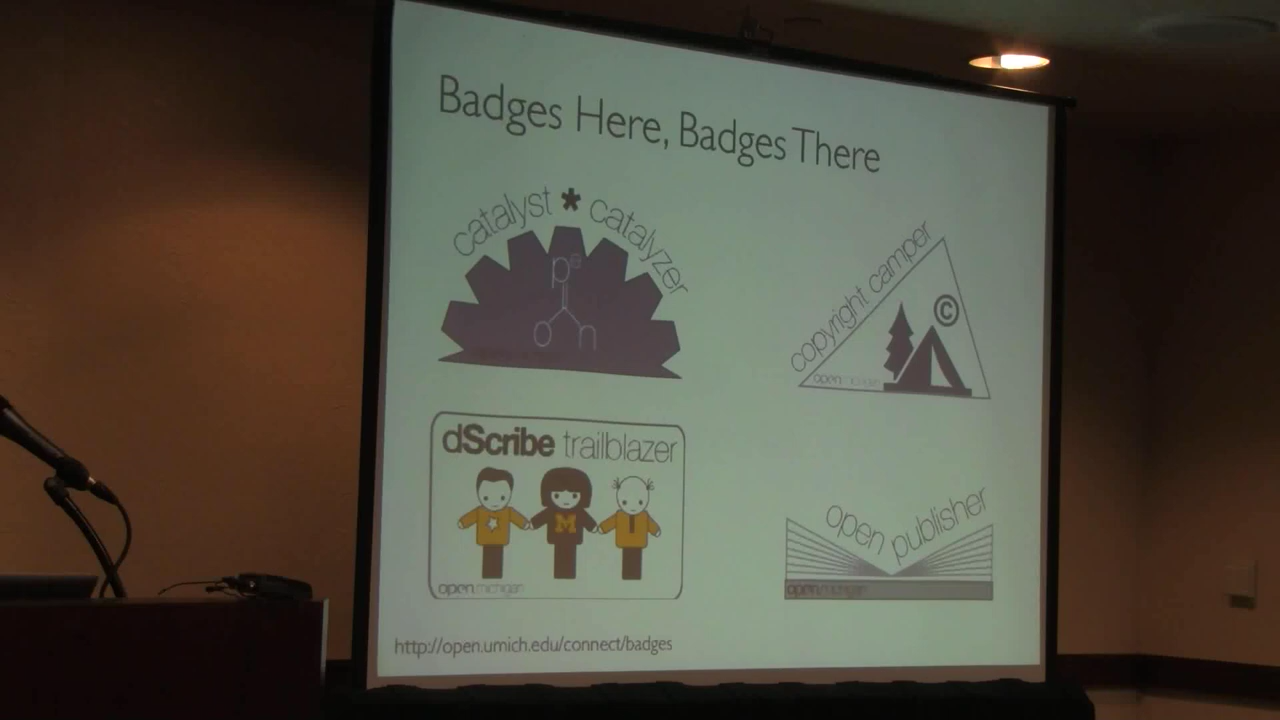 Badges Here, Badges There
catalyst * catalyzer
p⊖
o n
copyright camper
©
open.michigan
dScribe trailblazer
M
open.michigan
open publisher
open.michigan
http://open.umich.edu/connect/badges